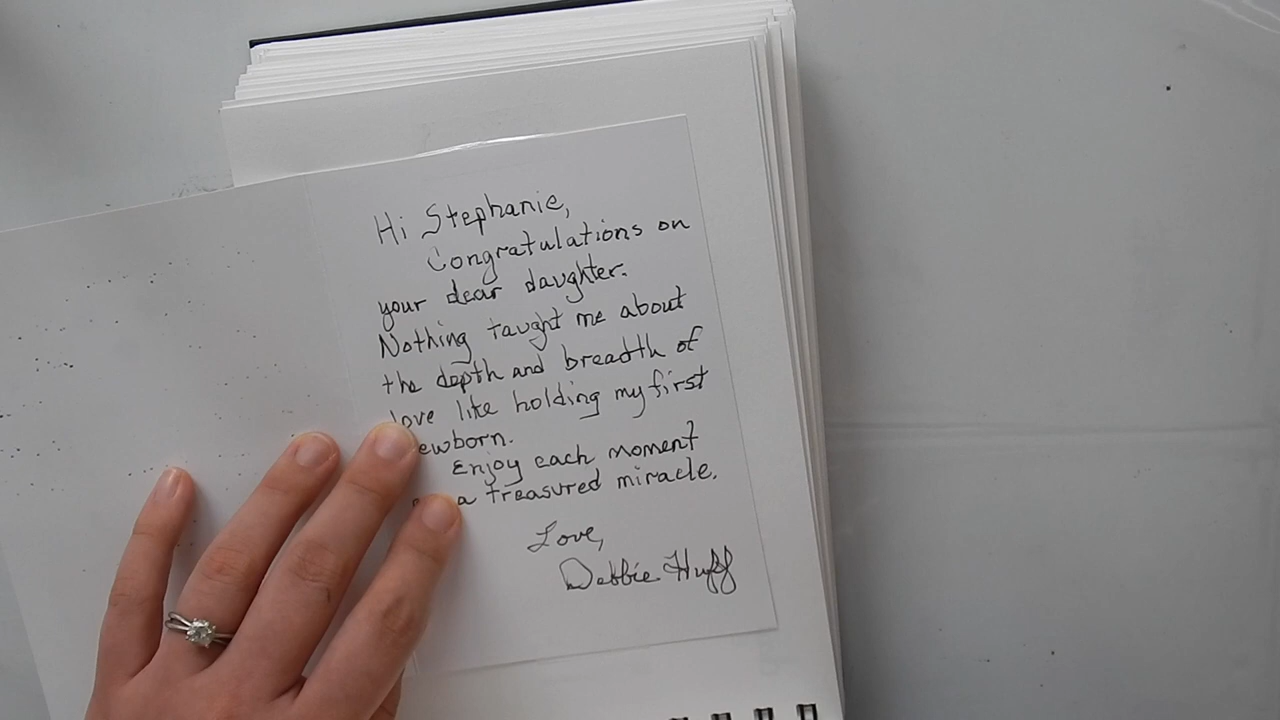 Hi Stephanie,
Congratulations on
your dear daughter.
Nothing taught me about
the depth and breadth of
love like holding my first
ewborn.
Enjoy each moment
a treasured miracle.
Love,
Debbie Huff